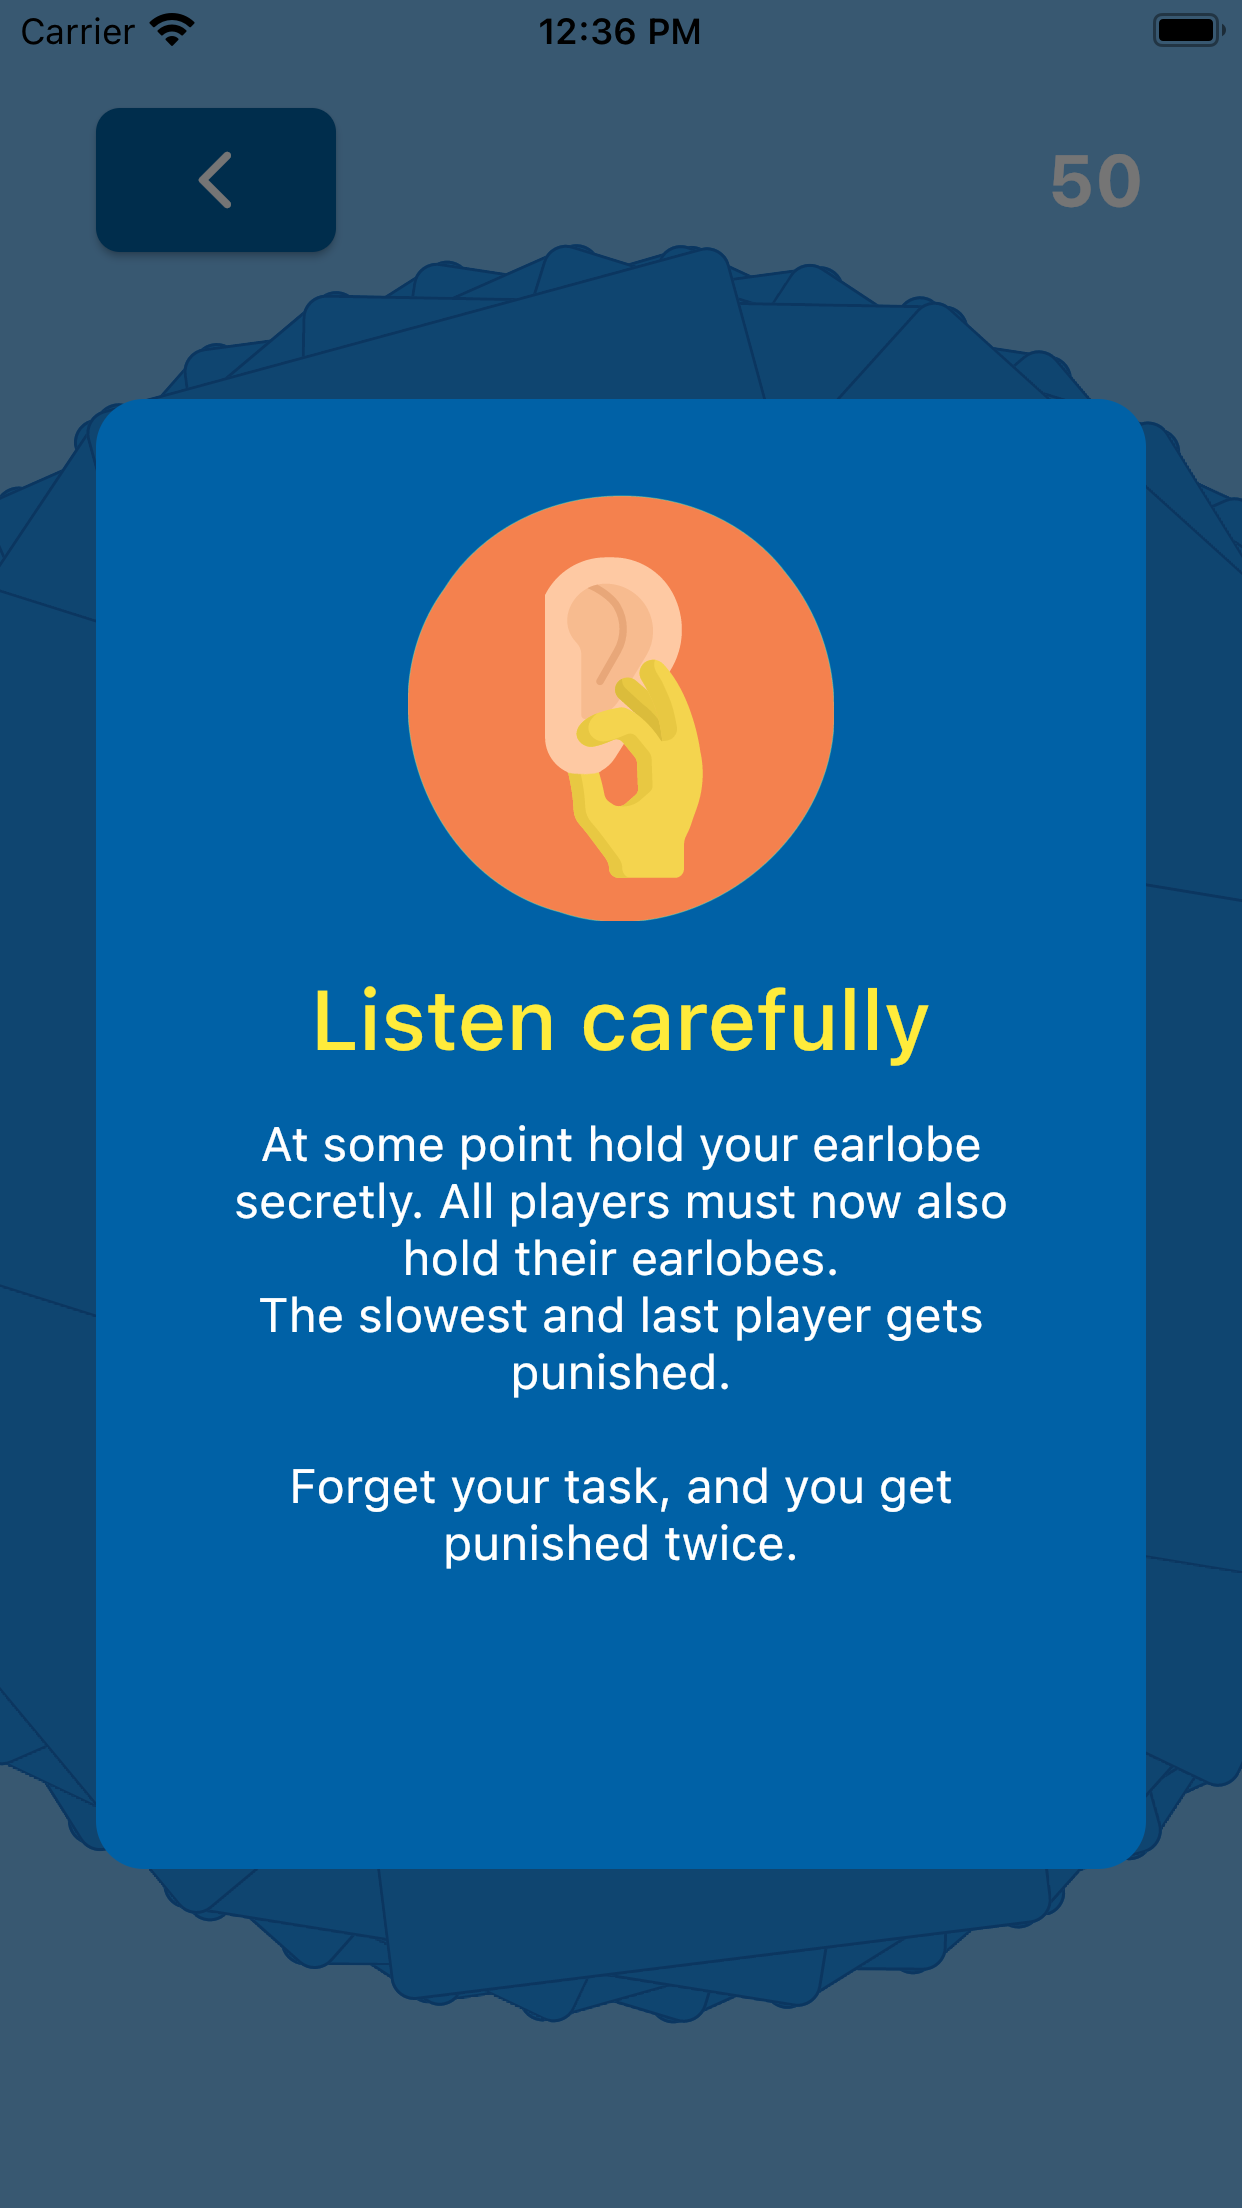 Carrier 12:36 PM
50
Listen carefully
At some point hold your earlobe
secretly. All players must now also
hold their earlobes.
The slowest and last player gets
punished.
Forget your task, and you get
punished twice.